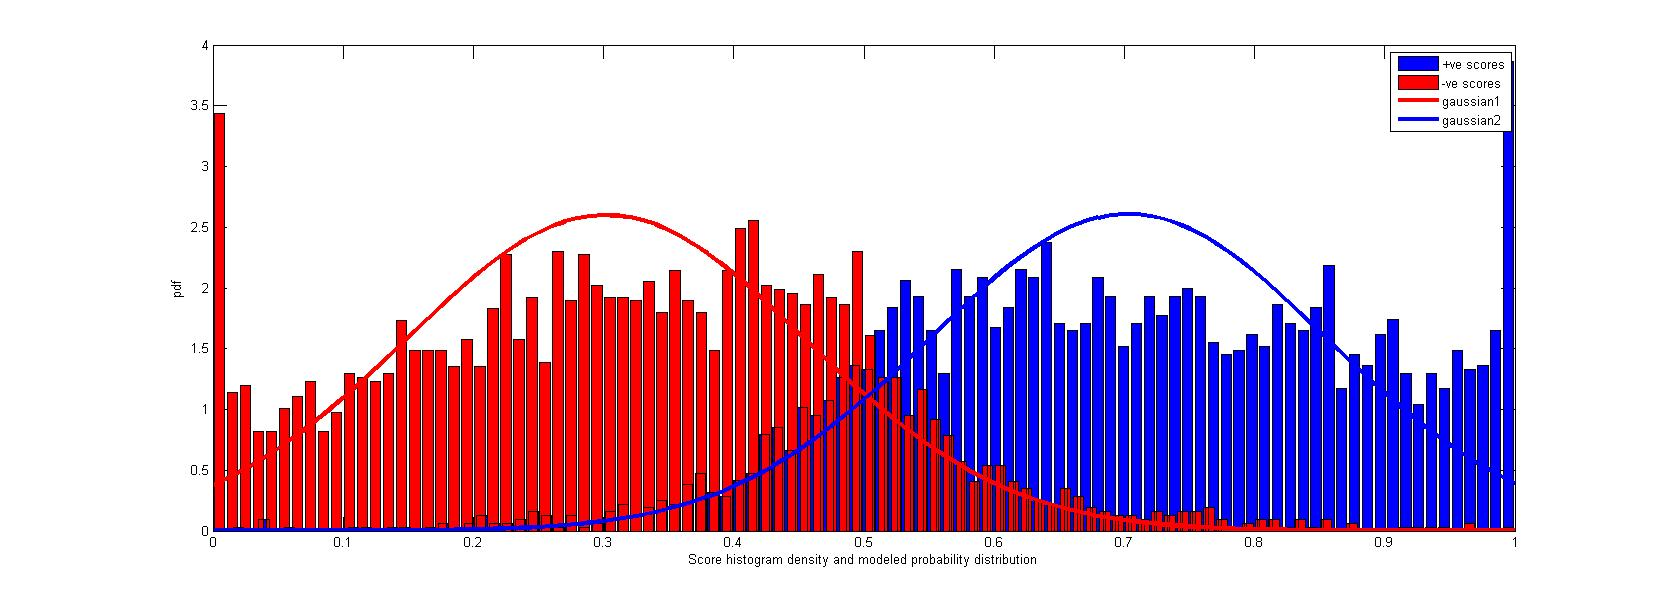 4
3.5
3
2.5
2
1.5
1
0.5
0
pdf
+ve scores
-ve scores
gaussian1
gaussian2
0 0.1 0.2 0.3 0.4 0.5 0.6 0.7 0.8 0.9 1
Score histogram density and modeled probability distribution